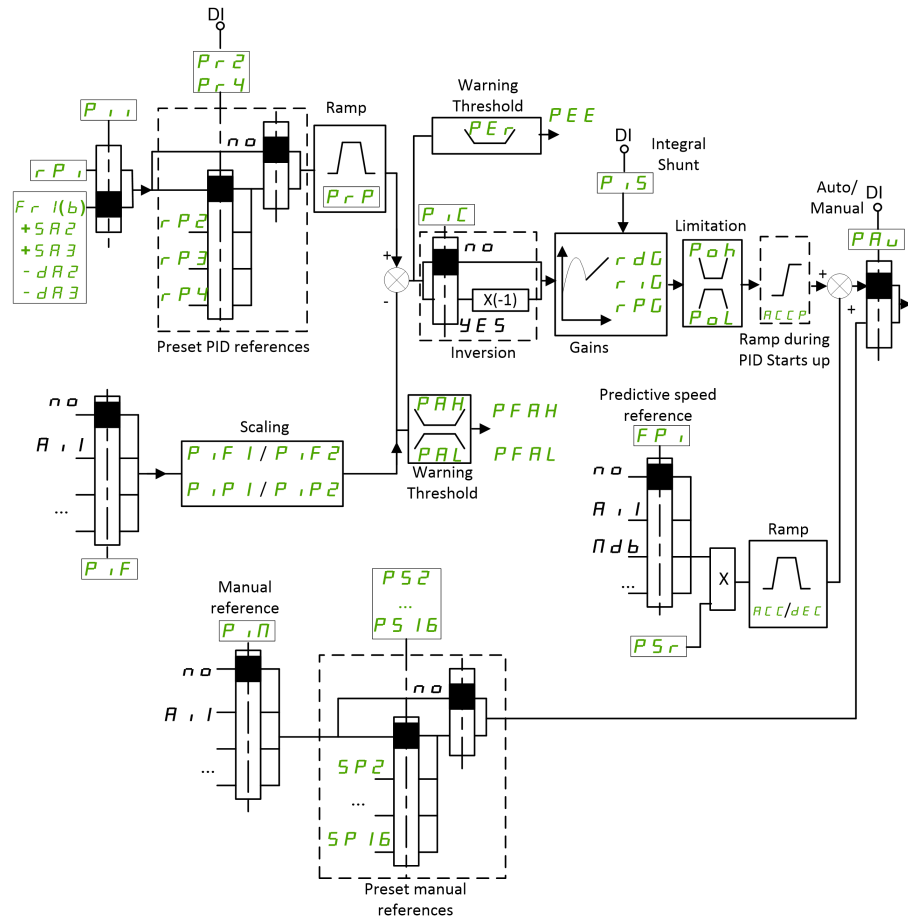 DI
Pr2
Pr4
Pii
no
Ramp
PrP
rPi
Fr1(b)
+SA2
+SA3
-dA2
-dA3
rP2
rP3
rP4
Preset PID references
Warning
Threshold
PEr
PEE
DI
Integral
Shunt
PiS
PiC
no
X(-1)
YES
Inversion
+
-
rdG
riG
rPG
Gains
Limitation
Poh
PoL
ACCP
Ramp during
PID Starts up
Auto/
Manual
DI
PAu
+
+
no
Ai1
...
PiF
Scaling
PiF1/PiF2
PiP1/PiP2
PAH
PAL
Warning
Threshold
PFAH
PFAL
Predictive speed
reference
FPi
no
Ai1
Mdb
...
X
PSr
Ramp
ACC/dEC
Manual
reference
PiM
no
Ai1
...
PS2
...
PS16
no
SP2
...
SP16
Preset manual
references